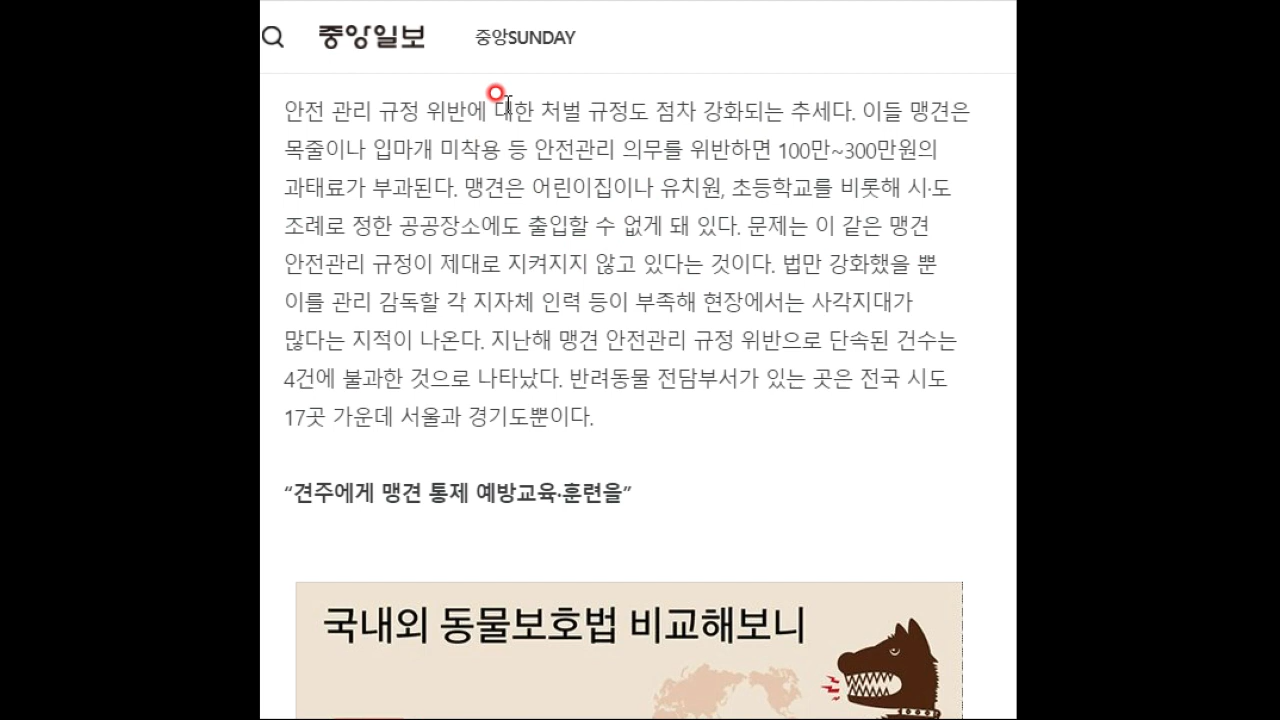 중앙일보 중앙SUNDAY
안전 관리 규정 위반에 대한 처벌 규정도 점차 강화되는 추세다. 이들 맹견은
목줄이나 입마개 미착용 등 안전관리 의무를 위반하면 100만~300만원의
과태료가 부과된다. 맹견은 어린이집이나 유치원, 초등학교를 비롯해 시·도
조례로 정한 공공장소에도 출입할 수 없게 돼 있다. 문제는 이 같은 맹견
안전관리 규정이 제대로 지켜지지 않고 있다는 것이다. 법만 강화했을 뿐
이를 관리 감독할 각 지자체 인력 등이 부족해 현장에서는 사각지대가
많다는 지적이 나온다. 지난해 맹견 안전관리 규정 위반으로 단속된 건수는
4건에 불과한 것으로 나타났다. 반려동물 전담부서가 있는 곳은 전국 시도
17곳 가운데 서울과 경기도뿐이다.
“견주에게 맹견 통제 예방교육·훈련을”
국내외 동물보호법 비교해보니